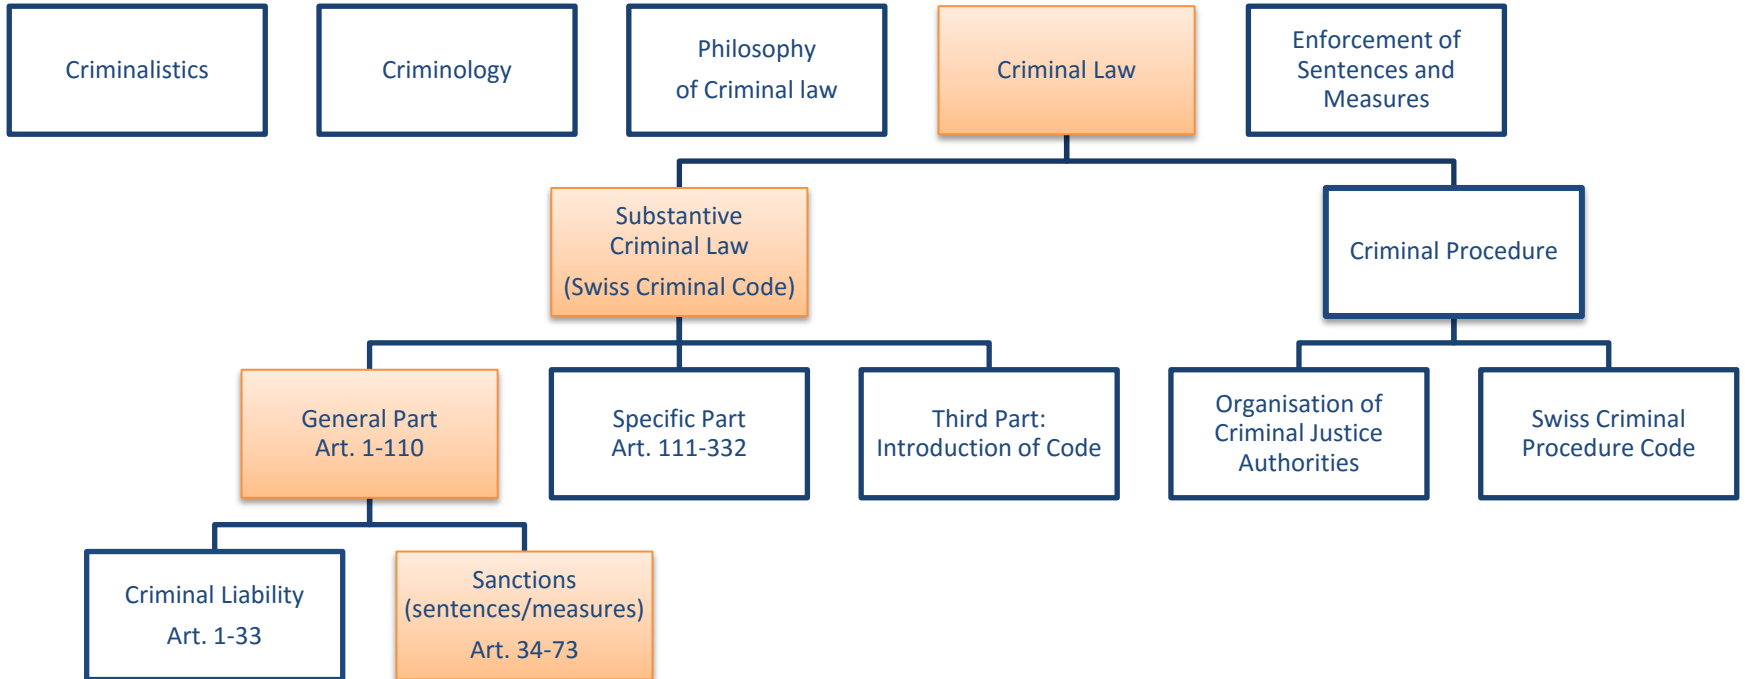 Criminalistics
Criminology
Philosophy
of Criminal law
Criminal Law
Enforcement of
Sentences and
Measures
Substantive
Criminal Law
(Swiss Criminal Code)
Criminal Procedure
General Part
Art. 1-110
Specific Part
Art. 111-332
Third Part:
Introduction of Code
Organisation of
Criminal Justice
Authorities
Swiss Criminal
Procedure Code
Criminal Liability
Art. 1-33
Sanctions
(sentences/measures)
Art. 34-73